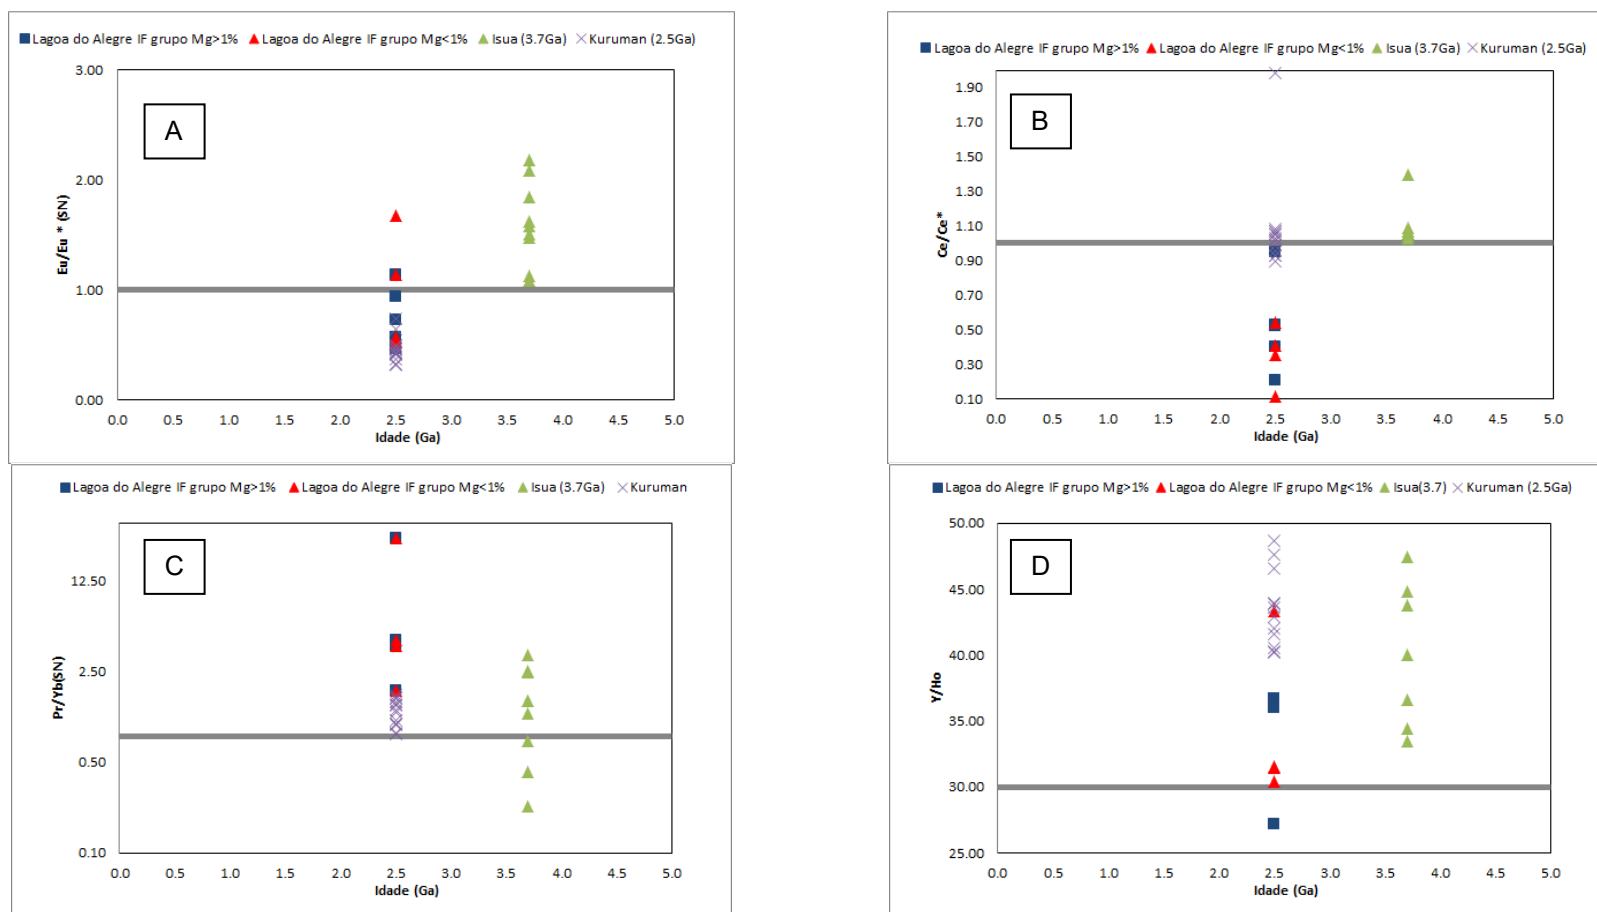 Lagoa do Alegre IF grupo Mg>1% Lagoa do Alegre IF grupo Mg<1% Isua (3.7Ga) Kuruman (2.5Ga)
A
3.00
2.00
1.00
0.00
Eu/Eu * (SN)
0.0 0.5 1.0 1.5 2.0 2.5 3.0 3.5 4.0 4.5 5.0
Idade (Ga)
Lagoa do Alegre IF grupo Mg>1% Lagoa do Alegre IF grupo Mg<1% Isua (3.7Ga) Kuruman (2.5Ga)
B
1.90
1.70
1.50
1.30
1.10
0.90
0.70
0.50
0.30
0.10
Ce/Ce*
0.0 0.5 1.0 1.5 2.0 2.5 3.0 3.5 4.0 4.5 5.0
Idade (Ga)
Lagoa do Alegre IF grupo Mg>1% Lagoa do Alegre IF grupo Mg<1% Isua (3.7Ga) Kuruman
C
12.50
2.50
0.50
0.10
Pr/Yb(SN)
0.0 0.5 1.0 1.5 2.0 2.5 3.0 3.5 4.0 4.5 5.0
Idade (Ga)
Lagoa do Alegre IF grupo Mg>1% Lagoa do Alegre IF grupo Mg<1% Isua(3.7) Kuruman (2.5Ga)
D
50.00
45.00
40.00
35.00
30.00
25.00
Y/Ho
0.0 0.5 1.0 1.5 2.0 2.5 3.0 3.5 4.0 4.5 5.0
Idade (Ga)